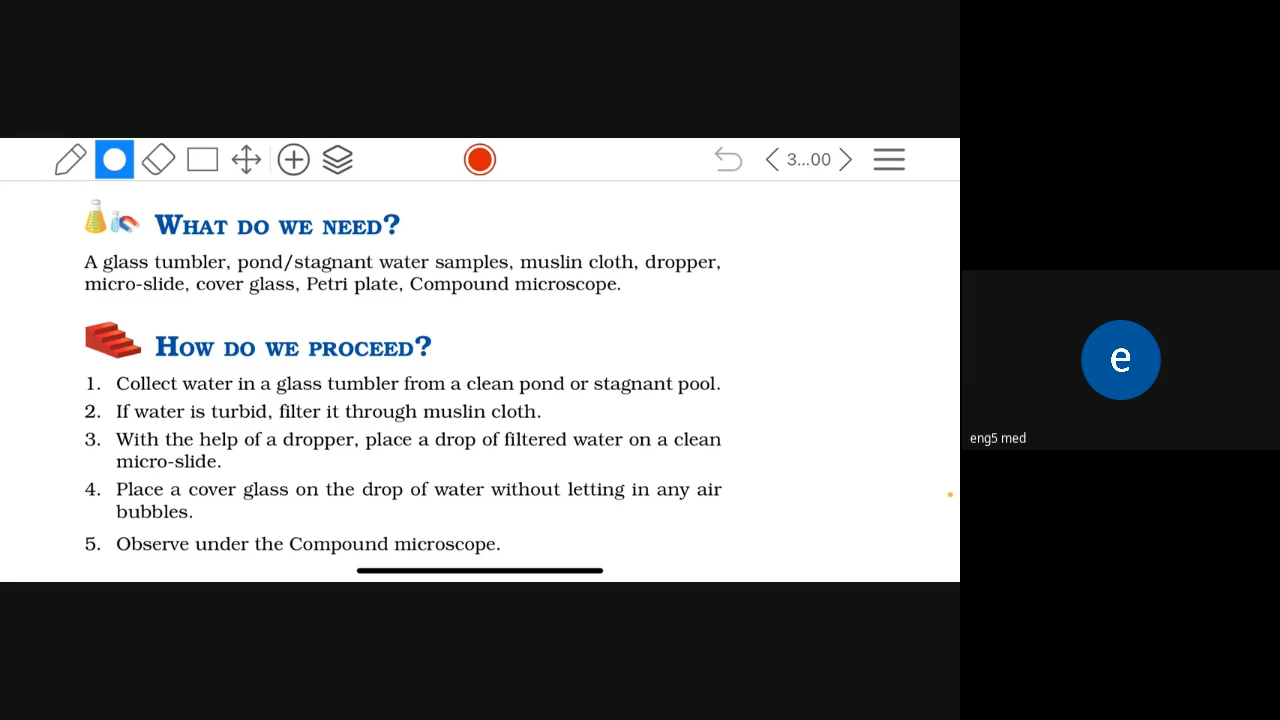 3...00
WHAT DO WE NEED?
A glass tumbler, pond/stagnant water samples, muslin cloth, dropper,
micro-slide, cover glass, Petri plate, Compound microscope.
HOW DO WE PROCEED?
1. Collect water in a glass tumbler from a clean pond or stagnant pool.
2. If water is turbid, filter it through muslin cloth.
3. With the help of a dropper, place a drop of filtered water on a clean
micro-slide.
4. Place a cover glass on the drop of water without letting in any air
bubbles.
5. Observe under the Compound microscope.
e
eng5 med